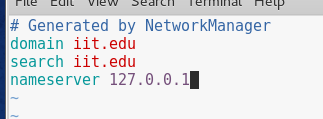 File Edit View Search Terminal Help
# Generated by NetworkManager
domain iit.edu
search iit.edu
nameserver 127.0.0.1
~
~